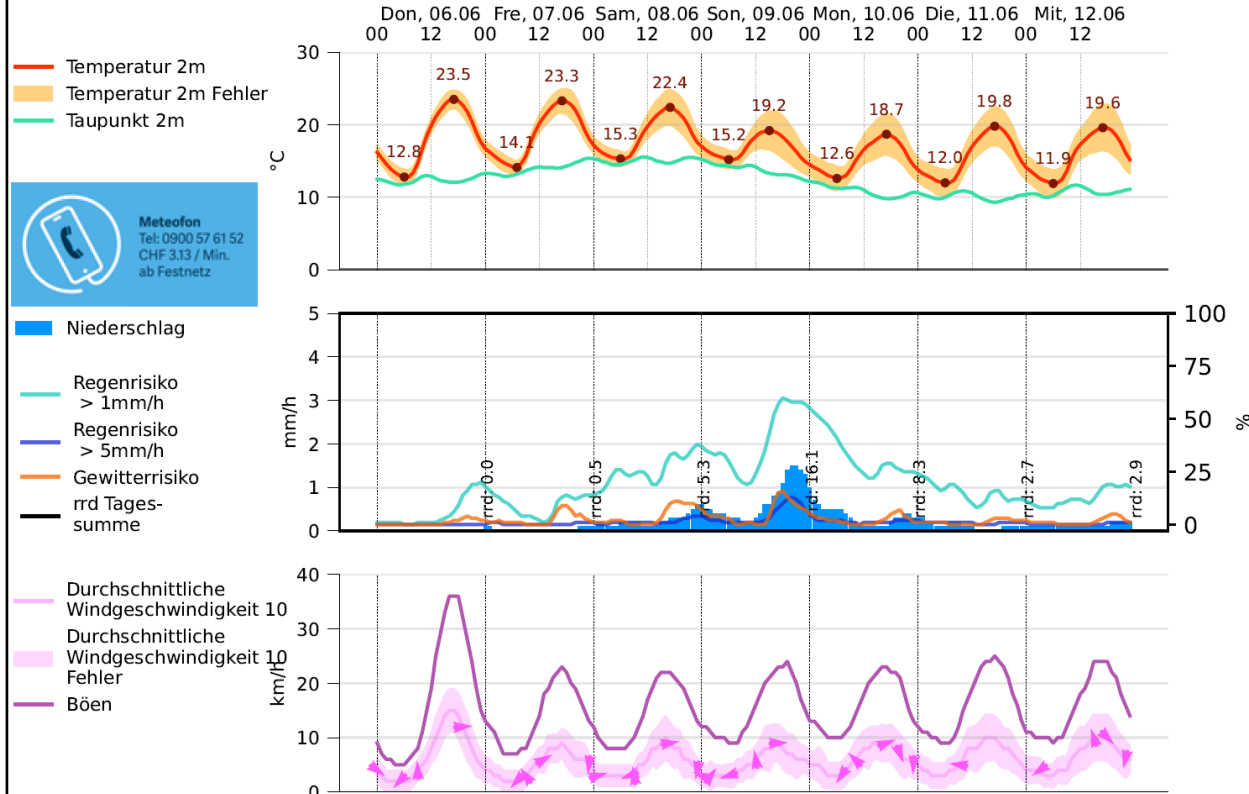 Don, 06.06 Fre, 07.06 Sam, 08.06 Son, 09.06 Mon, 10.06 Die, 11.06 Mit, 12.06
00 12 00 12 00 12 00 12 00 12 00 12 00 12
Temperatur 2m
Temperatur 2m Fehler
Taupunkt 2m
°C
30
20
10
0
23.5 23.3 22.4 19.2 18.7 19.8 19.6
12.8 14.1 15.3 15.2 12.6 12.0 11.9
Meteofon
Tel: 0900 57 61 52
CHF 3.13 / Min.
ab Festnetz
Niederschlag
Regenrisiko
> 1mm/h
Regenrisiko
> 5mm/h
Gewitterrisiko
rrd Tages-
summe
mm/h
5
4
3
2
1
0
rrd: 0.0
rrd: 0.5
rrd: 5.3
rrd: 16.1
rrd: 8.3
rrd: 2.7
rrd: 2.9
100
75
50
25
0
%
Durchschnittliche
Windgeschwindigkeit 10
Durchschnittliche
Windgeschwindigkeit 10
Fehler
Böen
km/h
40
30
20
10
0